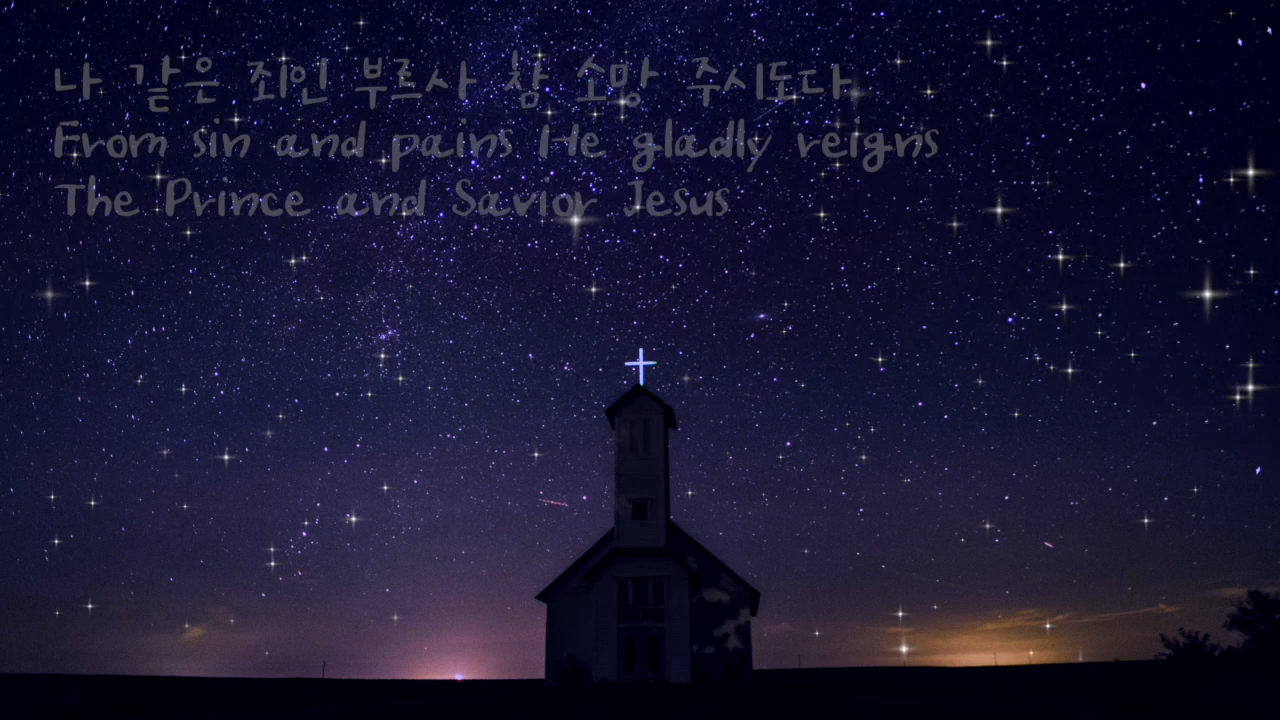 나 같은 죄인 부르사 참 소망 주시도다
From sin and pains He gladly reigns
The Prince and Savior Jesus